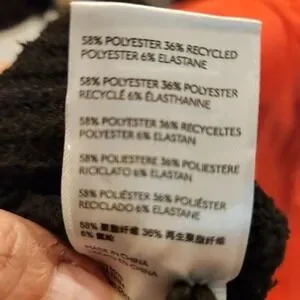 58% POLYESTER 36% RECYCLED
POLYESTER 6% ELASTANE
58% POLYESTER 36% POLYESTER
RECYCLÉ 6% ÉLASTHANNE
58% POLYESTER 36% RECYCELTES
POLYESTER 6% ELASTAN
58% POLIESTERE 36% POLIESTERE
RICICLATO 6% ELASTAN
58% POLIÉSTER 36% POLIÉSTER
RECICLADO 6% ELASTANO
58% 聚酯纤维 36% 再生聚酯纤维
6% 氨纶
MADE IN CHINA
IN CHINA